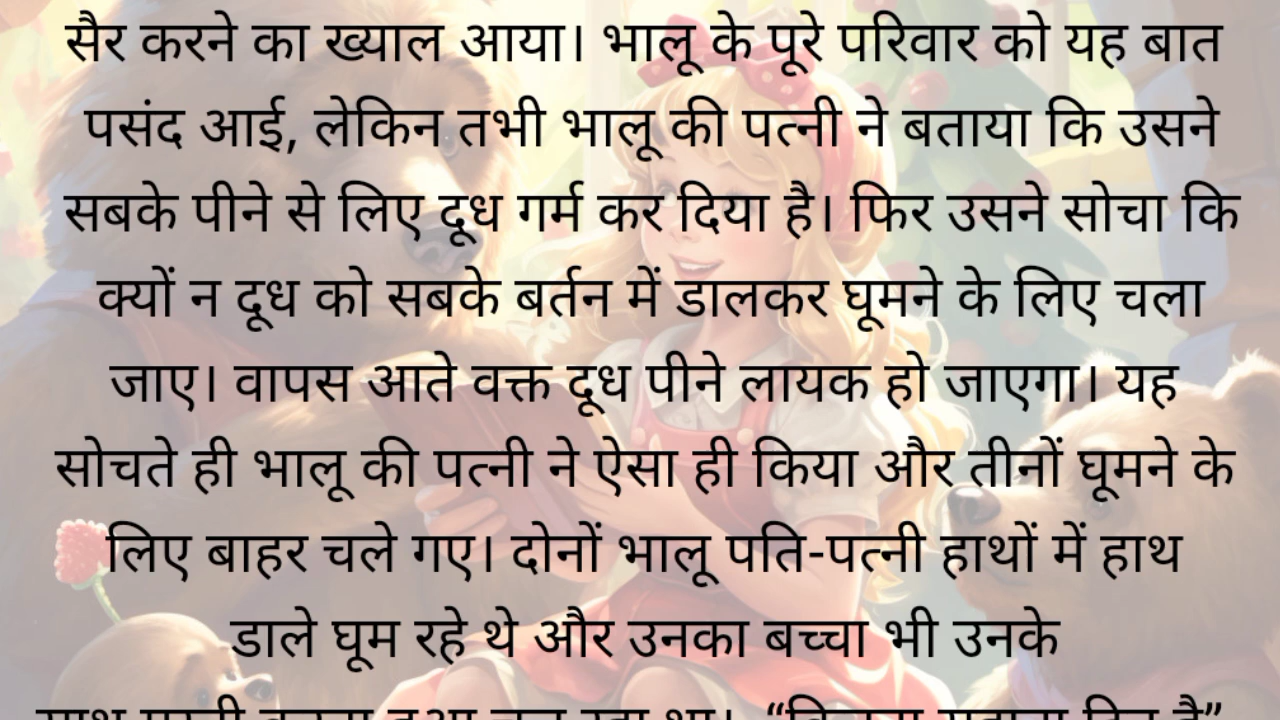 सैर करने का ख्याल आया। भालू के पूरे परिवार को यह बात
पसंद आई, लेकिन तभी भालू की पत्नी ने बताया कि उसने
सबके पीने से लिए दूध गर्म कर दिया है। फिर उसने सोचा कि
क्यों न दूध को सबके बर्तन में डालकर घूमने के लिए चला
जाए। वापस आते वक्त दूध पीने लायक हो जाएगा। यह
सोचते ही भालू की पत्नी ने ऐसा ही किया और तीनों घूमने के
लिए बाहर चले गए। दोनों भालू पति-पत्नी हाथों में हाथ
डाले घूम रहे थे और उनका बच्चा भी उनके